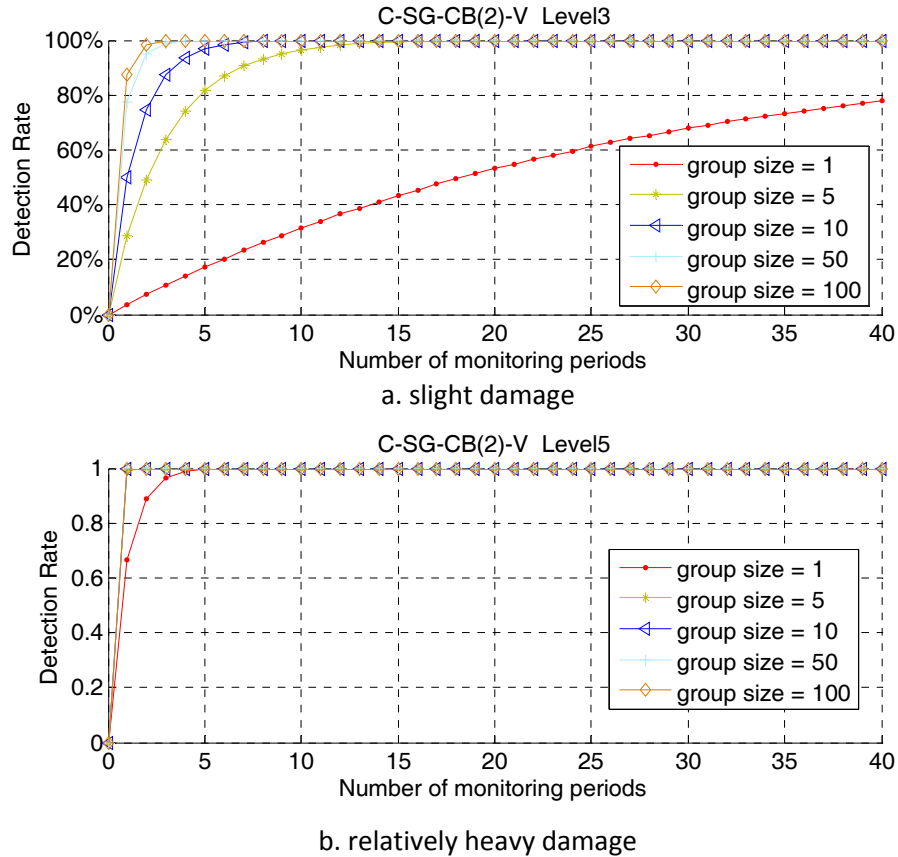 C-SG-CB(2)-V Level3
100%
80%
60%
40%
20%
0%
Detection Rate
group size = 1
group size = 5
group size = 10
group size = 50
group size = 100
0 5 10 15 20 25 30 35 40
Number of monitoring periods
a. slight damage
C-SG-CB(2)-V Level5
1
0.8
0.6
0.4
0.2
0
Detection Rate
group size = 1
group size = 5
group size = 10
group size = 50
group size = 100
0 5 10 15 20 25 30 35 40
Number of monitoring periods
b. relatively heavy damage